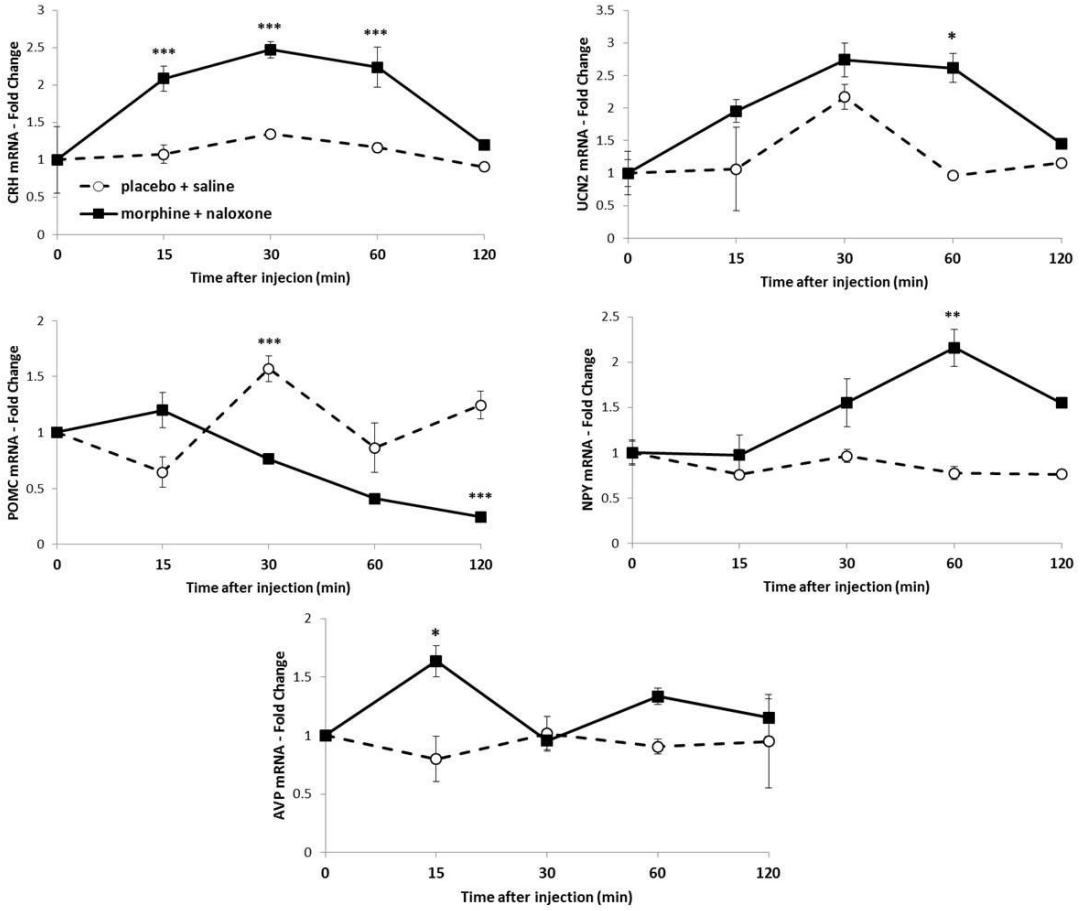 CRH mRNA - Fold Change
3
2.5
2
1.5
1
0.5
0
***
***
***
placebo + saline
morphine + naloxone
0 15 30 60 120
Time after injecion (min)
UCN2 mRNA - Fold Change
3.5
3
2.5
2
1.5
1
0.5
0
*
0 15 30 60 120
Time after injection (min)
POMC mRNA - Fold Change
2
1.5
1
0.5
0
***
***
0 15 30 60 120
Time after injection (min)
NPY mRNA - Fold Change
2.5
2
1.5
1
0.5
0
**
0 15 30 60 120
Time after injection (min)
AVP mRNA - Fold Change
2
1.5
1
0.5
0
*
0 15 30 60 120
Time after injection (min)